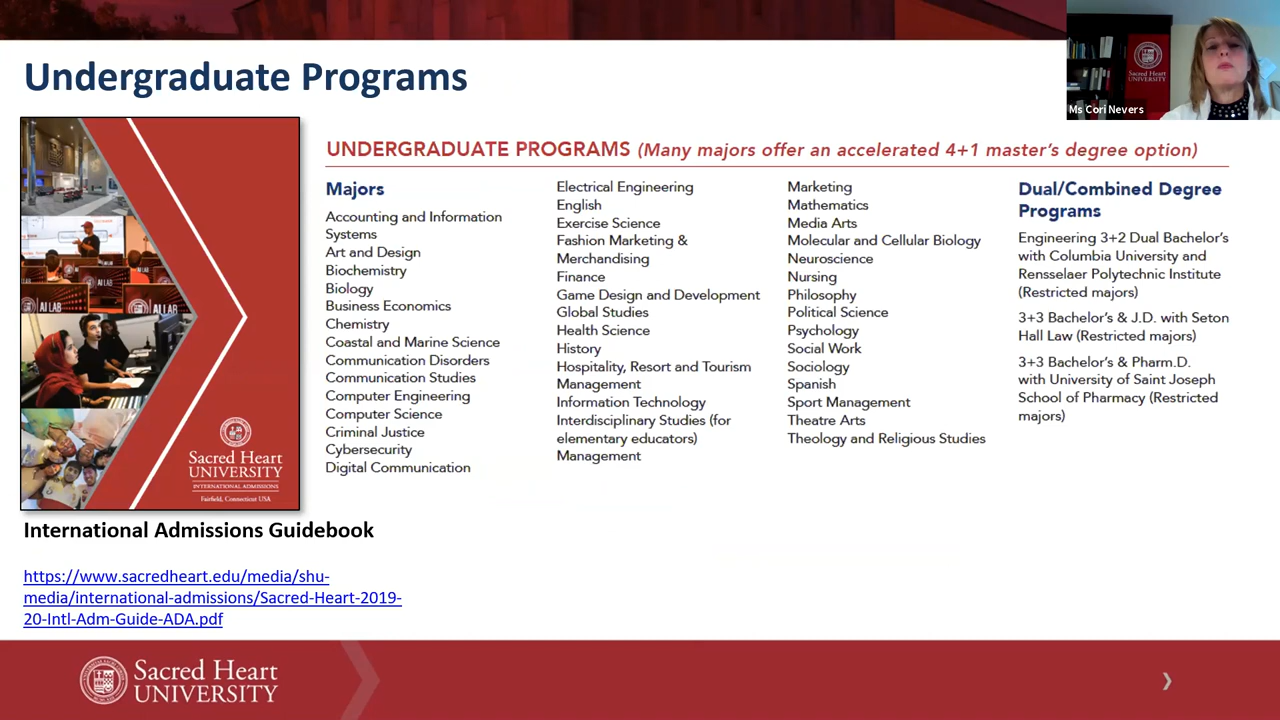 Undergraduate Programs
Sacred Heart
UNIVERSITY
Ms Cori Nevers
AI LAB
AI LAB
Sacred Heart
UNIVERSITY
INTERNATIONAL ADMISSIONS
Fairfield, Connecticut USA
UNDERGRADUATE PROGRAMS (Many majors offer an accelerated 4+1 master's degree option)
Majors
Accounting and Information
Systems
Art and Design
Biochemistry
Biology
Business Economics
Chemistry
Coastal and Marine Science
Communication Disorders
Communication Studies
Computer Engineering
Computer Science
Criminal Justice
Cybersecurity
Digital Communication
Electrical Engineering
English
Exercise Science
Fashion Marketing &
Merchandising
Finance
Game Design and Development
Global Studies
Health Science
History
Hospitality, Resort and Tourism
Management
Information Technology
Interdisciplinary Studies (for
elementary educators)
Management
Marketing
Mathematics
Media Arts
Molecular and Cellular Biology
Neuroscience
Nursing
Philosophy
Political Science
Psychology
Social Work
Sociology
Spanish
Sport Management
Theatre Arts
Theology and Religious Studies
Dual/Combined Degree
Programs
Engineering 3+2 Dual Bachelor's
with Columbia University and
Rensselaer Polytechnic Institute
(Restricted majors)
3+3 Bachelor's & J.D. with Seton
Hall Law (Restricted majors)
3+3 Bachelor's & Pharm.D.
with University of Saint Joseph
School of Pharmacy (Restricted
majors)
International Admissions Guidebook
https://www.sacredheart.edu/media/shu-
media/international-admissions/Sacred-Heart-2019-
20-Intl-Adm-Guide-ADA.pdf
Sacred Heart
UNIVERSITY